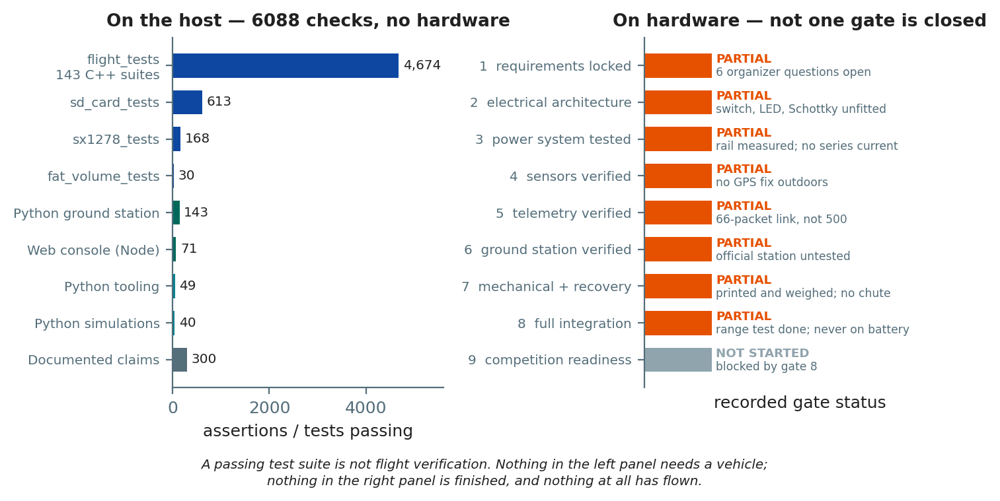 On the host — 6088 checks, no hardware
flight_tests
143 C++ suites
4,674
sd_card_tests
613
sx1278_tests
168
fat_volume_tests
30
Python ground station
143
Web console (Node)
71
Python tooling
49
Python simulations
40
Documented claims
300
0 2000 4000
assertions / tests passing
On hardware — not one gate is closed
1 requirements locked
PARTIAL
6 organizer questions open
2 electrical architecture
PARTIAL
switch, LED, Schottky unfitted
3 power system tested
PARTIAL
rail measured; no series current
4 sensors verified
PARTIAL
no GPS fix outdoors
5 telemetry verified
PARTIAL
66-packet link, not 500
6 ground station verified
PARTIAL
official station untested
7 mechanical + recovery
PARTIAL
printed and weighed; no chute
8 full integration
PARTIAL
range test done; never on battery
9 competition readiness
NOT STARTED
blocked by gate 8
recorded gate status
A passing test suite is not flight verification. Nothing in the left panel needs a vehicle;
nothing in the right panel is finished, and nothing at all has flown.